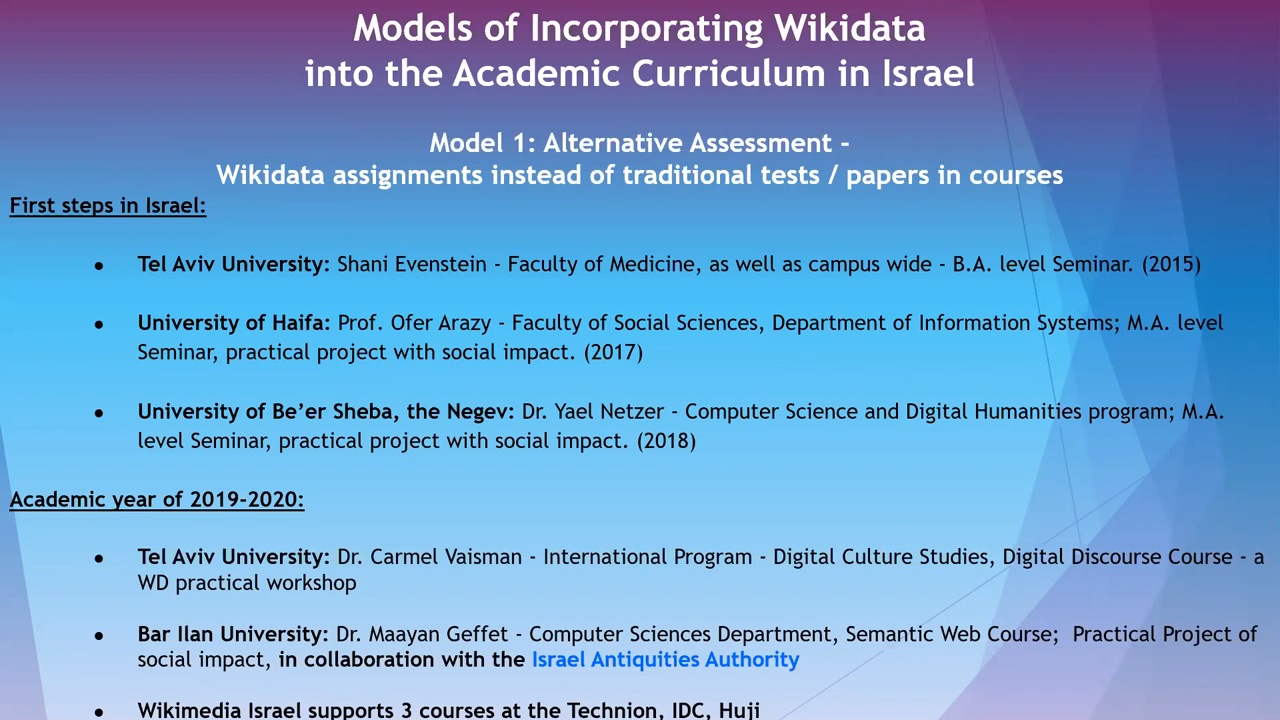 Models of Incorporating Wikidata
into the Academic Curriculum in Israel
Model 1: Alternative Assessment -
Wikidata assignments instead of traditional tests / papers in courses
First steps in Israel:
● Tel Aviv University: Shani Evenstein - Faculty of Medicine, as well as campus wide - B.A. level Seminar. (2015)
● University of Haifa: Prof. Ofer Arazy - Faculty of Social Sciences, Department of Information Systems; M.A. level
Seminar, practical project with social impact. (2017)
● University of Be’er Sheba, the Negev: Dr. Yael Netzer - Computer Science and Digital Humanities program; M.A.
level Seminar, practical project with social impact. (2018)
Academic year of 2019-2020:
● Tel Aviv University: Dr. Carmel Vaisman - International Program - Digital Culture Studies, Digital Discourse Course - a
WD practical workshop
● Bar Ilan University: Dr. Maayan Geffet - Computer Sciences Department, Semantic Web Course; Practical Project of
social impact, in collaboration with the Israel Antiquities Authority
● Wikimedia Israel supports 3 courses at the Technion, IDC, Huji